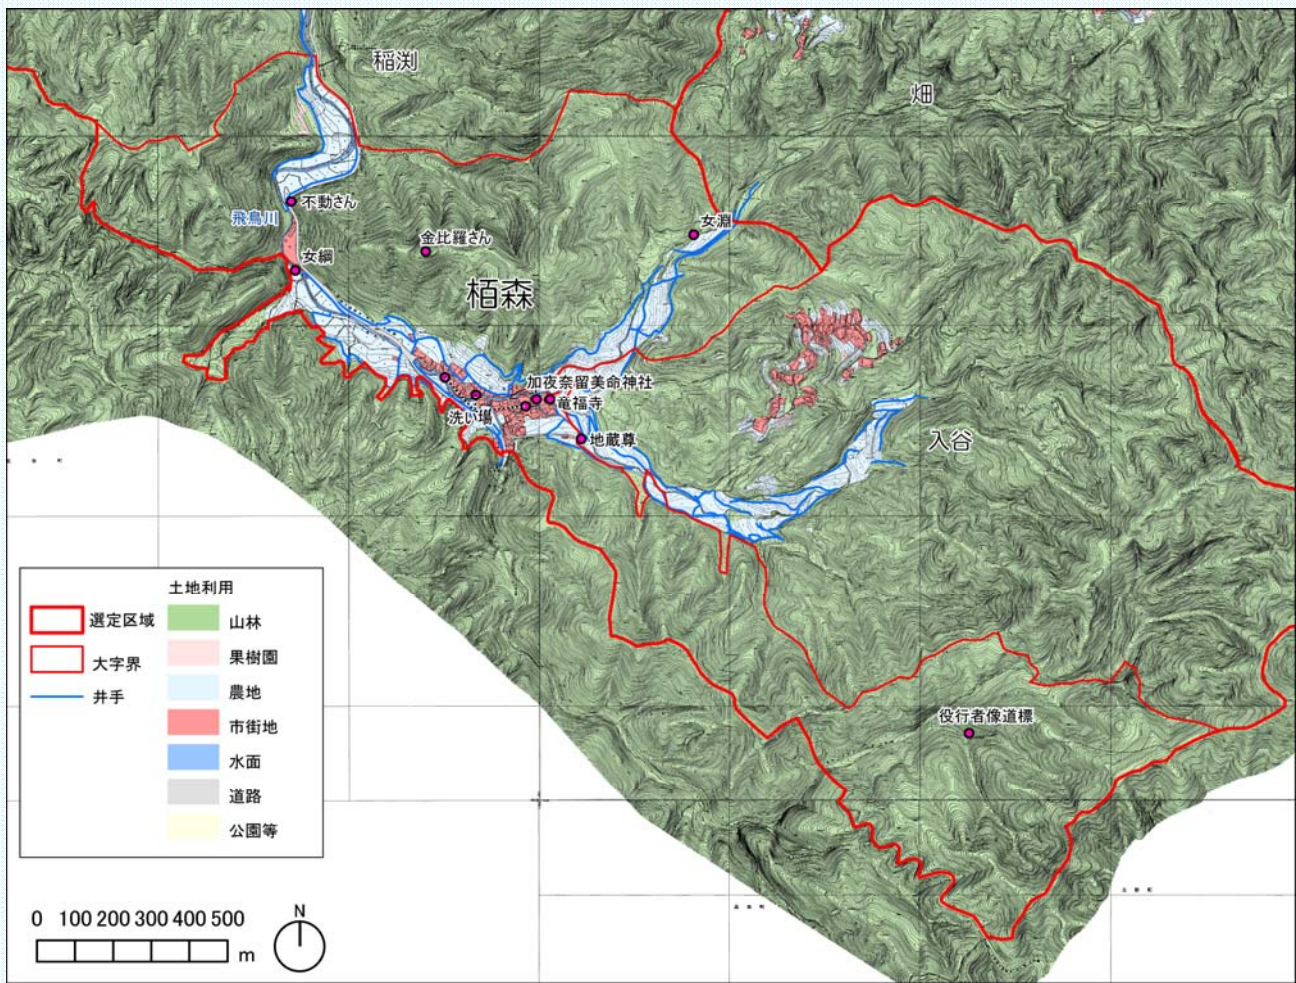 稲渕
畑
不動さん
飛鳥川
女淵
金比羅さん
女綱
栢森
加夜奈留美命神社
竜福寺
洗い場
地蔵尊
入谷
役行者像道標
土地利用
選定区域
大字界
井手
山林
果樹園
農地
市街地
水面
道路
公園等
0 100 200 300 400 500
m
N